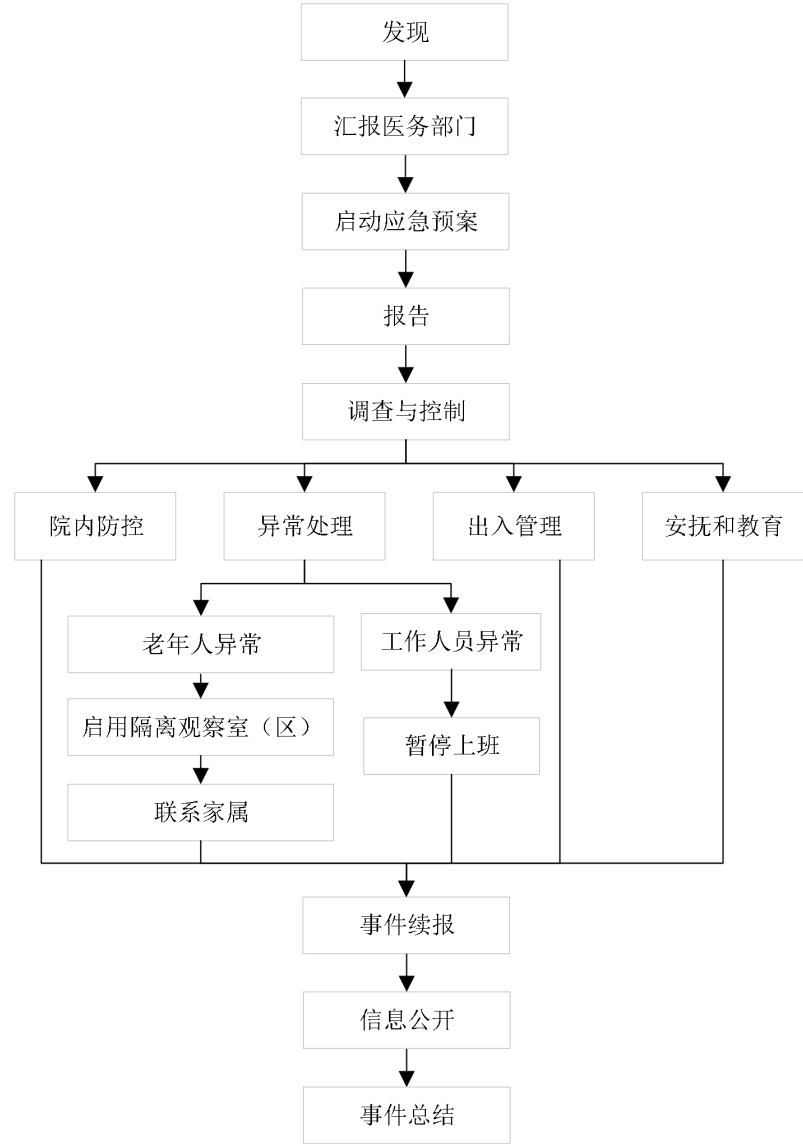 发现
汇报医务部门
启动应急预案
报告
调查与控制
院内防控
异常处理
出入管理
安抚和教育
老年人异常
工作人员异常
启用隔离观察室（区）
暂停上班
联系家属
事件续报
信息公开
事件总结